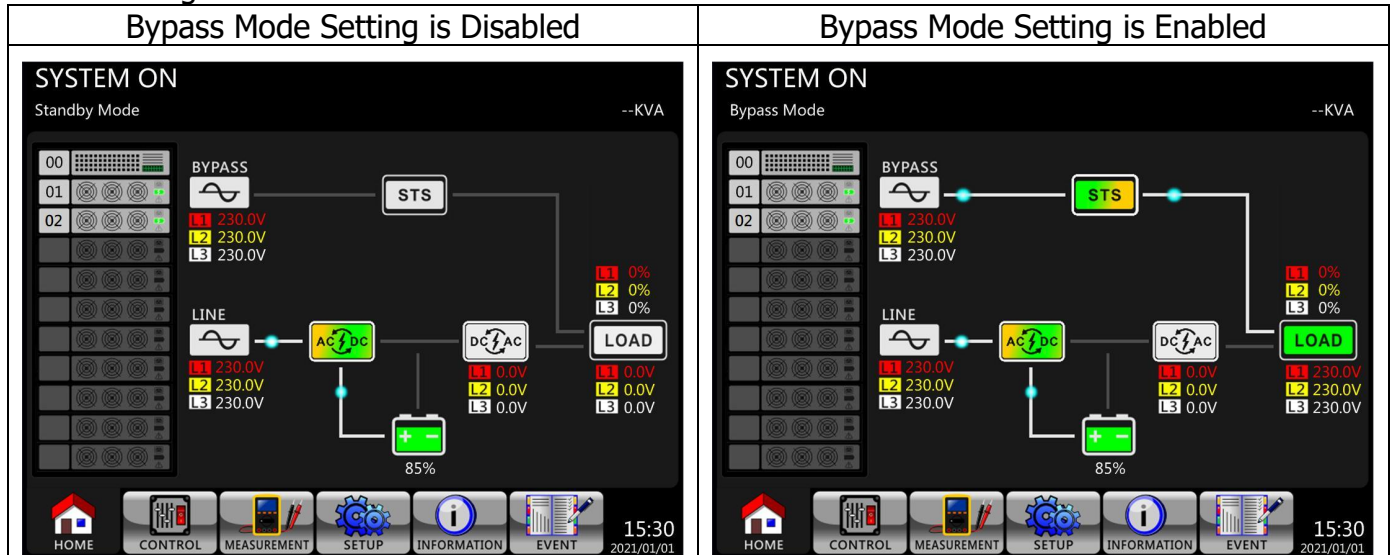 Bypass Mode Setting is Disabled
Bypass Mode Setting is Enabled
SYSTEM ON
Standby Mode
--KVA
00
01
02
BYPASS
STS
L1 230.0V
L2 230.0V
L3 230.0V
L1 0%
L2 0%
L3 0%
LINE
AC DC
DC AC
LOAD
L1 230.0V
L2 230.0V
L3 230.0V
L1 0.0V
L2 0.0V
L3 0.0V
L1 0.0V
L2 0.0V
L3 0.0V
+ -
85%
HOME
CONTROL
MEASUREMENT
SETUP
INFORMATION
EVENT
15:30
2021/01/01
SYSTEM ON
Bypass Mode
--KVA
00
01
02
BYPASS
STS
L1 230.0V
L2 230.0V
L3 230.0V
L1 0%
L2 0%
L3 0%
LINE
AC DC
DC AC
LOAD
L1 230.0V
L2 230.0V
L3 230.0V
L1 0.0V
L2 0.0V
L3 0.0V
L1 230.0V
L2 230.0V
L3 230.0V
+ -
85%
HOME
CONTROL
MEASUREMENT
SETUP
INFORMATION
EVENT
15:30
2021/01/01